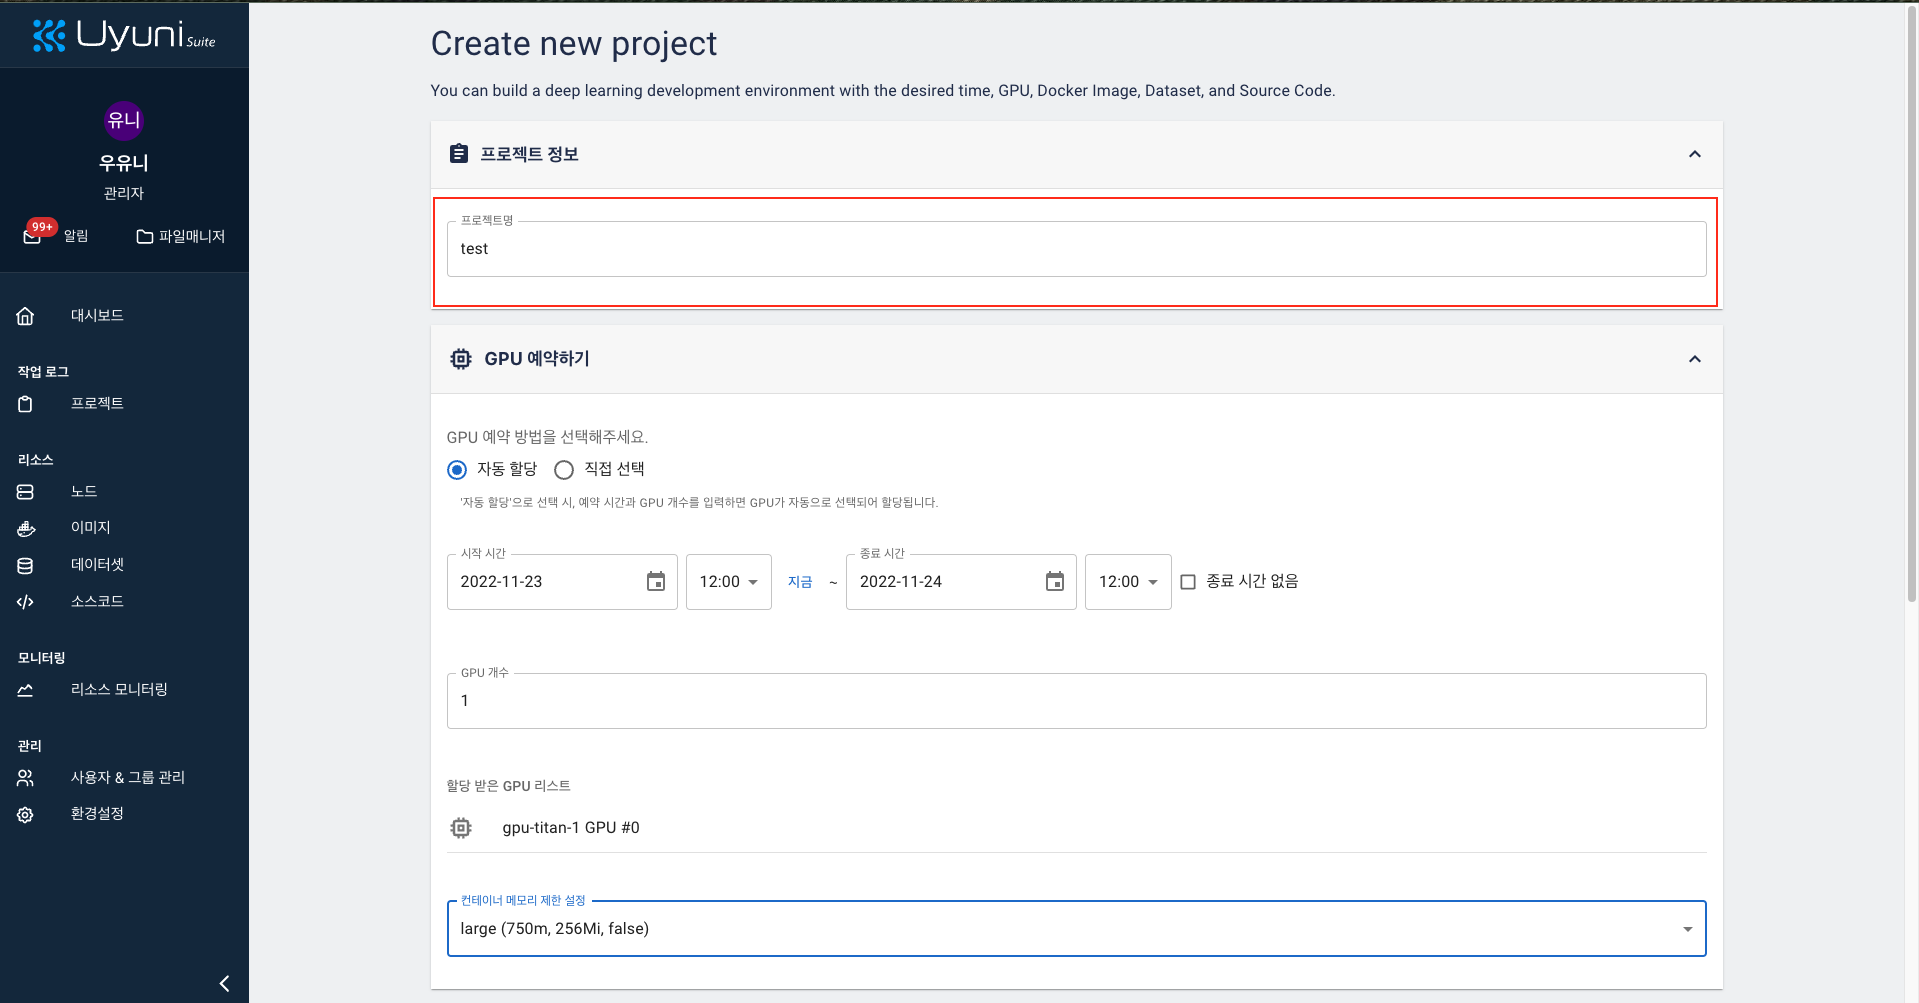 Uyuni Suite
유니
우유니
관리자
99+
알림
파일매니저
대시보드
작업 로그
프로젝트
리소스
노드
이미지
데이터셋
소스코드
모니터링
리소스 모니터링
관리
사용자 & 그룹 관리
환경설정
Create new project
You can build a deep learning development environment with the desired time, GPU, Docker Image, Dataset, and Source Code.
프로젝트 정보
프로젝트명
test
GPU 예약하기
GPU 예약 방법을 선택해주세요.
자동 할당 직접 선택
'자동 할당'으로 선택 시, 예약 시간과 GPU 개수를 입력하면 GPU가 자동으로 선택되어 할당됩니다.
시작 시간 종료 시간
2022-11-23 12:00 지금 ~ 2022-11-24 12:00 종료 시간 없음
GPU 개수
1
할당 받은 GPU 리스트
gpu-titan-1 GPU #0
컨테이너 메모리 제한 설정
large (750m, 256Mi, false)